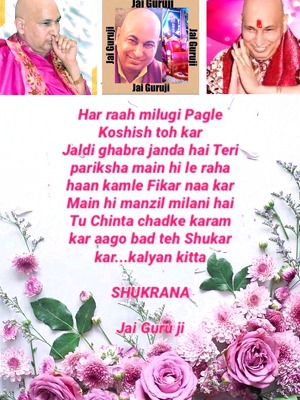 Jai Guruji
Jai Guruji
Jai Guruji
Jai Guruji
Har raah milugi Pagle
Koshish toh kar
Jaldi ghabra janda hai Teri
pariksha main hi le raha
haan kamle Fikar naa kar
Main hi manzil milani hai
Tu Chinta chadke karam
kar aago bad teh Shukar
kar...kalyan kitta
SHUKRANA
Jai Guru ji